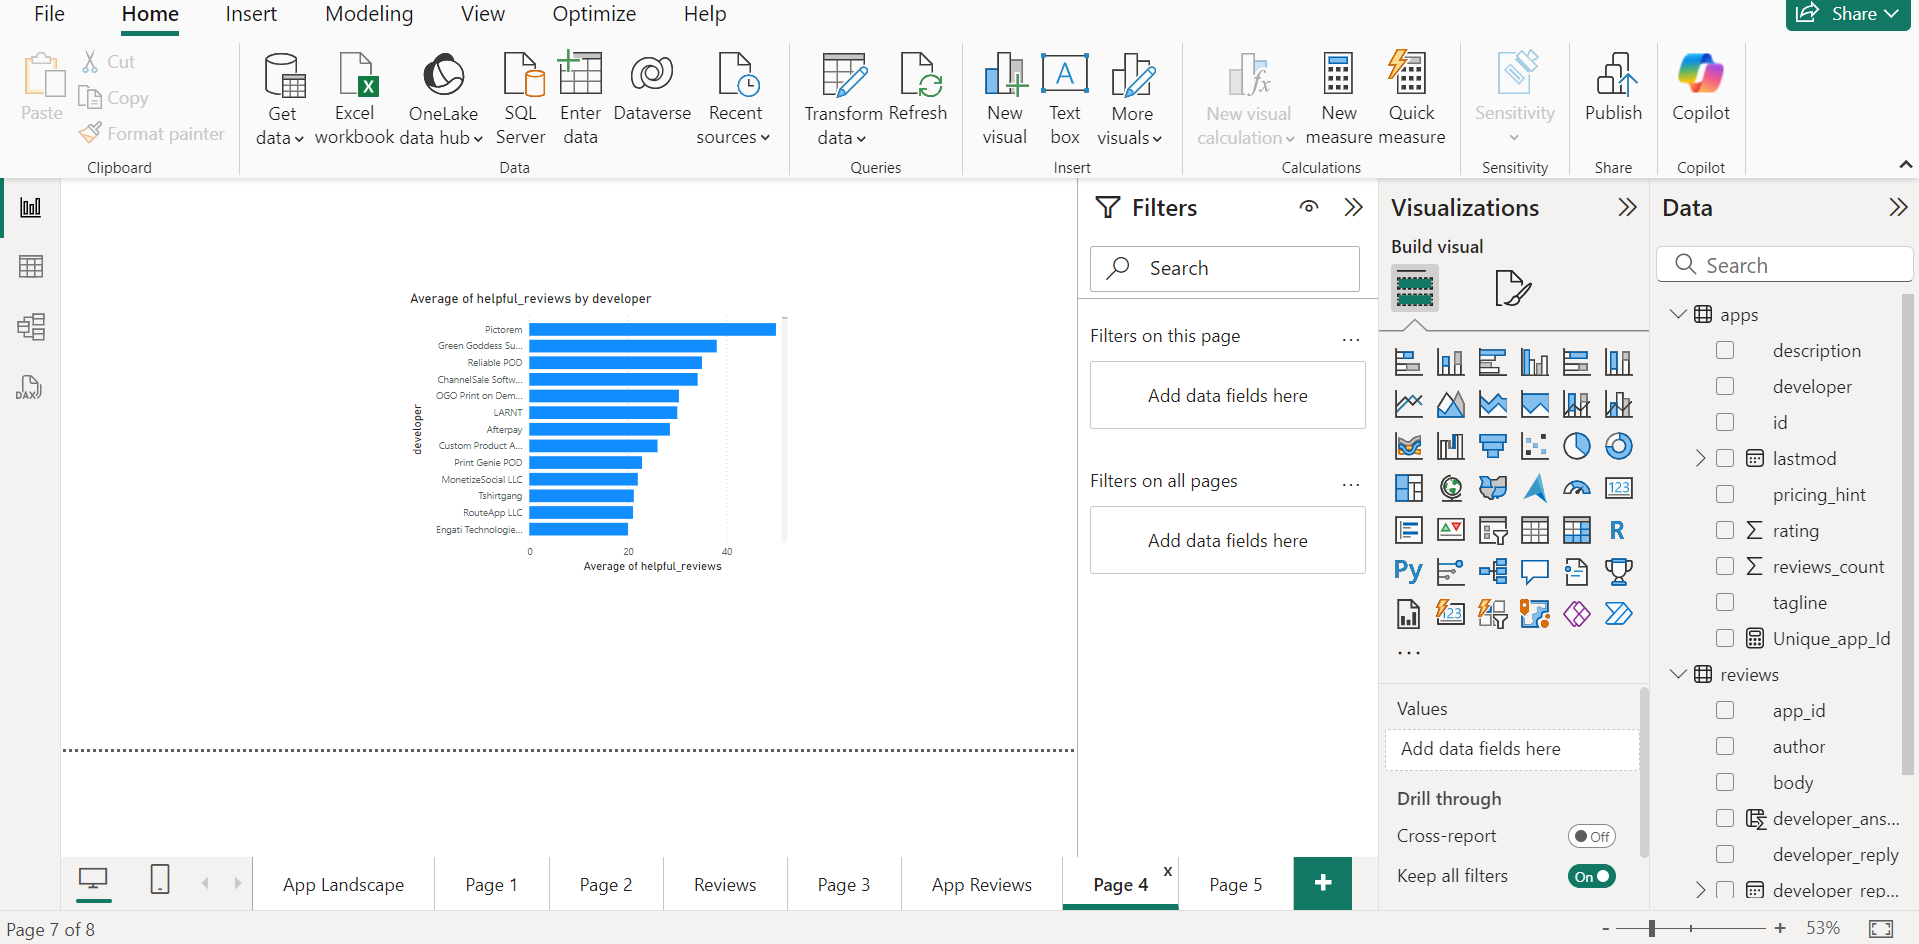 File Home Insert Modeling View Optimize Help Share
Paste
Cut
Copy
Format painter
Clipboard
Get data
Excel workbook
OneLake data hub
SQL Server
Enter data
Dataverse
Recent sources
Data
Transform data
Refresh
Queries
New visual
Text box
More visuals
Insert
New visual calculation
New measure
Quick measure
Calculations
Sensitivity
Sensitivity
Publish
Share
Copilot
Copilot
DAX
Average of helpful_reviews by developer
developer
Pictorem
Green Goddess Su...
Reliable POD
ChannelSale Softw...
OGO Print on Dem...
LARNT
Afterpay
Custom Product A...
Print Genie POD
MonetizeSocial LLC
Tshirtgang
RouteApp LLC
Engati Technologie...
0 20 40
Average of helpful_reviews
Filters
Search
Filters on this page ...
Add data fields here
Filters on all pages ...
Add data fields here
Visualizations
Build visual
123
R
Py
123
...
Values
Add data fields here
Drill through
Cross-report Off
Keep all filters On
Data
Search
apps
description
developer
id
lastmod
pricing_hint
rating
reviews_count
tagline
Unique_app_Id
reviews
app_id
author
body
developer_ans...
developer_reply
developer_rep...
App Landscape Page 1 Page 2 Reviews Page 3 App Reviews Page 4 x Page 5 +
Page 7 of 8
- + 53%